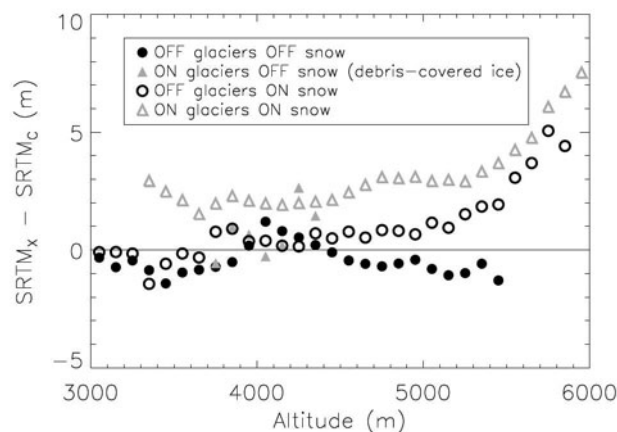 10
● OFF glaciers OFF snow
▲ ON glaciers OFF snow (debris−covered ice)
○ OFF glaciers ON snow
△ ON glaciers ON snow
5
0
−5
SRTMX − SRTMC (m)
3000 4000 5000 6000
Altitude (m)